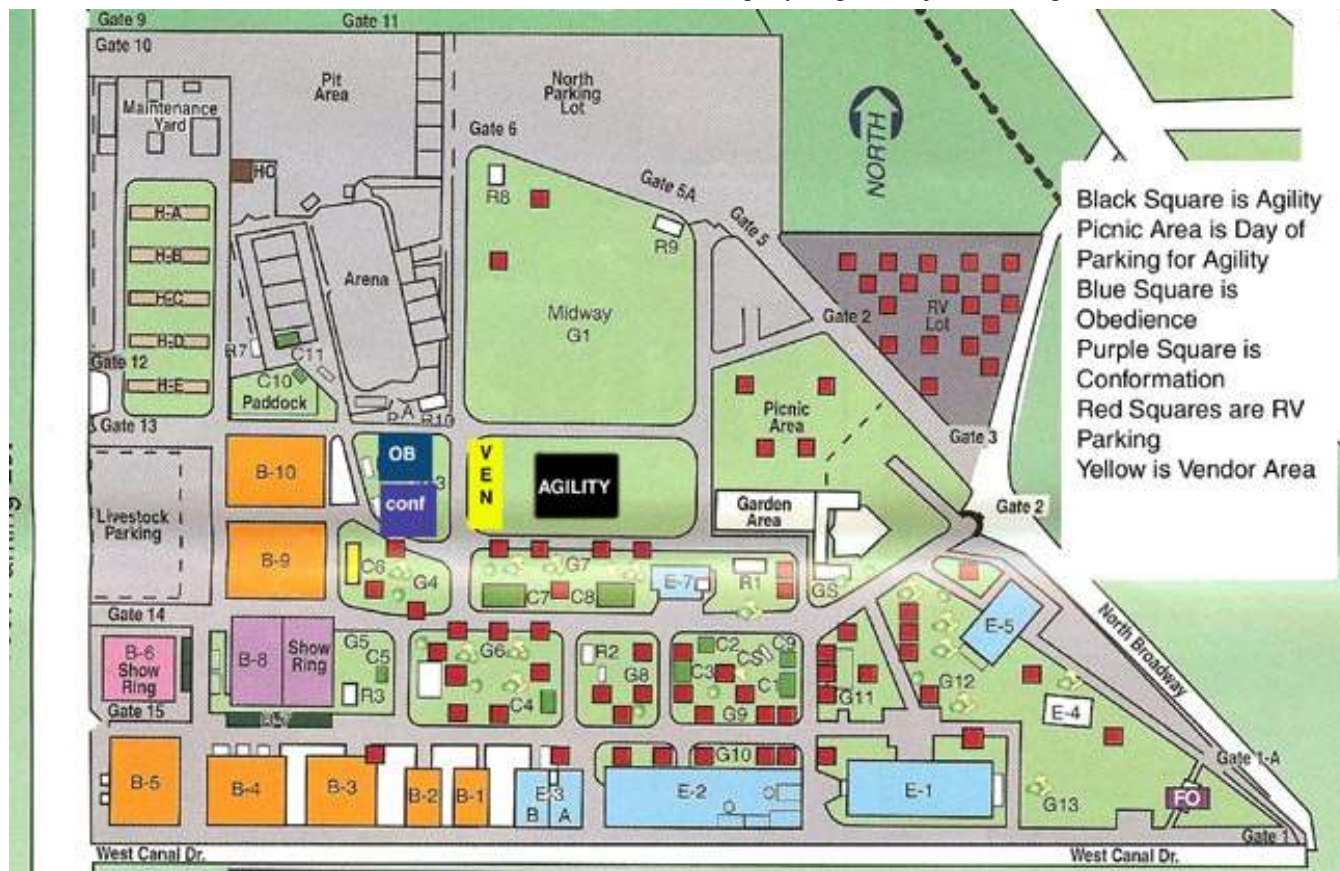 Gate 9
Gate 11
Gate 10
Pit
Area
North
Parking
Lot
Maintenance
Yard
Gate 6
NORTH
HO
R8
Gate 5A
Gate 5
R9
H-A
H-B
H-C
H-D
H-E
Arena
Midway
G1
Gate 2
RV
Lot
R7
C11
C10
Gate 12
Paddock
A
R10
Picnic
Area
Gate 13
Gate 3
Black Square is Agility
Picnic Area is Day of
Parking for Agility
Blue Square is
Obedience
Purple Square is
Conformation
Red Squares are RV
Parking
Yellow is Vendor Area
B-10
OB
conf
V
E
N
AGILITY
Garden
Area
Gate 2
Livestock
Parking
B-9
C6
G4
G7
C7
C8
E-7
R1
GS
Gate 14
North Broadway
B-6
Show
Ring
B-8
Show
Ring
G5
C5
R3
G6
C4
R2
G8
C2
C9
C3
CS
C1
G9
G11
G12
E-5
E-4
Gate 15
B-5
B-4
B-3
B-2
B-1
E-3
B
A
G10
E-2
E-1
G13
FO
Gate 1-A
Gate 1
West Canal Dr.
West Canal Dr.